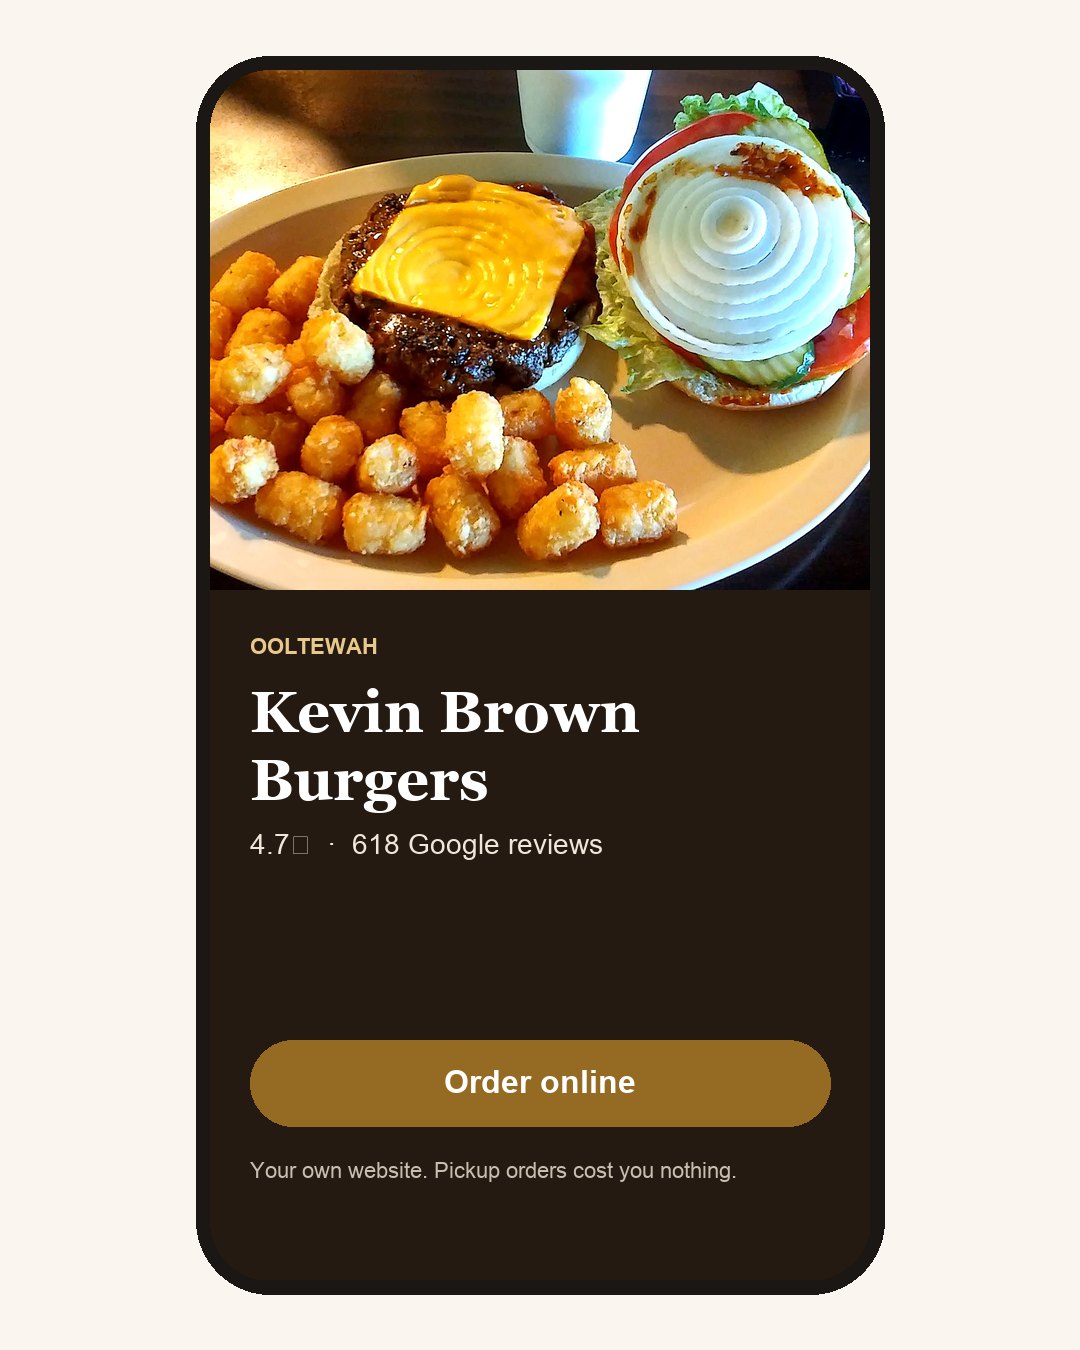 OOLTEWAH
Kevin Brown
Burgers
4.7□ · 618 Google reviews
Order online
Your own website. Pickup orders cost you nothing.